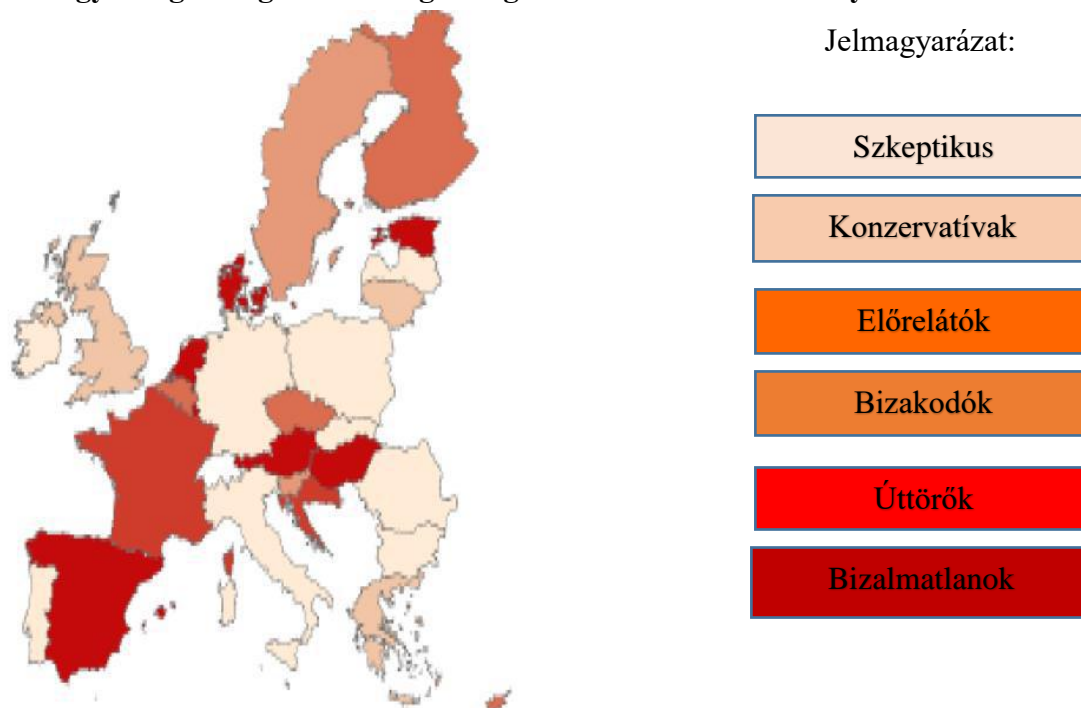 Jelmagyarázat:
Szkeptikus
Konzervatívak
Előrelátók
Bizakodók
Úttörők
Bizalmatlanok